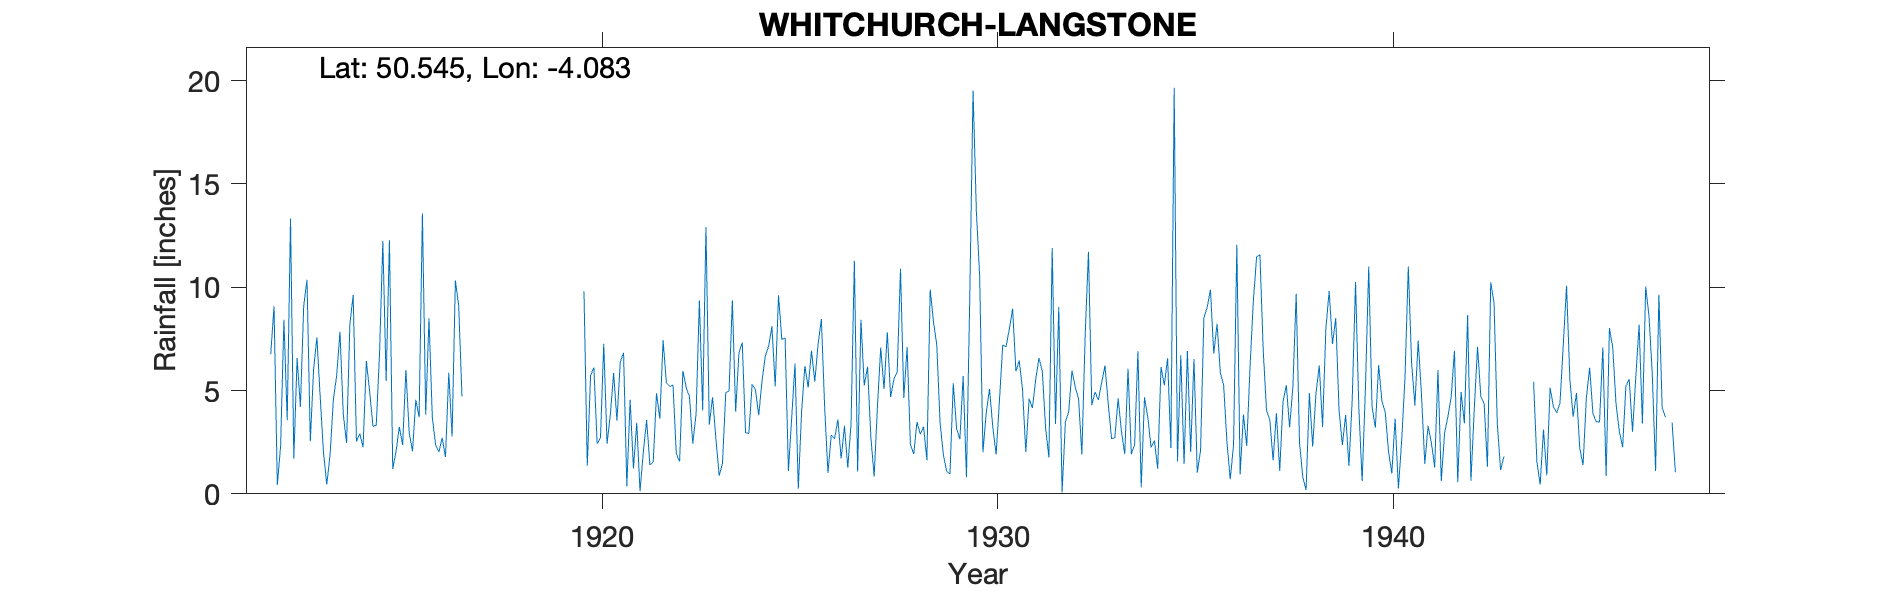 WHITCHURCH-LANGSTONE
Lat: 50.545, Lon: -4.083
20
15
10
5
0
Rainfall [inches]
1920 1930 1940
Year